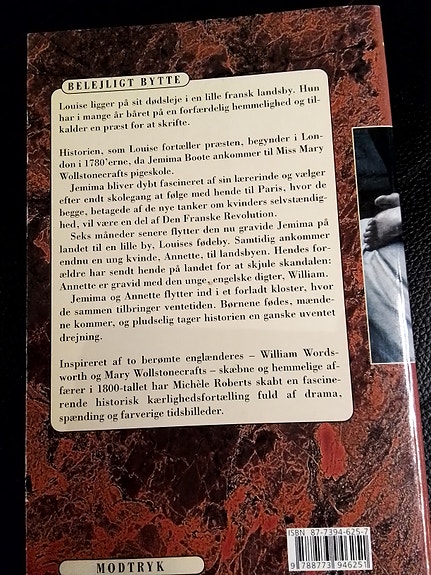 BELEJLIGT BYTTE
Louise ligger på sit dødsleje i en lille fransk landsby. Hun
har i mange år båret på en forfærdelig hemmelighed og til-
kalder en præst for at skrifte.
Historien, som Louise fortæller præsten, begynder i Lon-
don i 1780'erne, da Jemima Boote ankommer til Miss Mary
Wollstonecrafts pigeskole.
Jemima bliver dybt fascineret af sin lærerinde og vælger
efter endt skolegang at følge med hende til Paris, hvor de
begge, betagede af de nye tanker om kvinders selvstændig-
hed, vil være en del af Den Franske Revolution.
Seks måneder senere flytter den nu gravide Jemima på
landet til en lille by, Louises fødeby. Samtidig ankommer
endnu en ung kvinde, Annette, til landsbyen. Hendes for-
ældre har sendt hende på landet for at skjule skandalen:
Annette er gravid med den unge, engelske digter, William.
Jemima og Annette flytter ind i et forladt kloster, hvor
de sammen tilbringer ventetiden. Børnene fødes, mænde-
ne kommer, og pludselig tager historien en ganske uventet
drejning.
Inspireret af to berømte englænderes – William Words-
worth og Mary Wollstonecrafts – skæbne og hemmelige af-
færer i 1800-tallet har Michèle Roberts skabt en fascine-
rende historisk kærlighedsfortælling fuld af drama,
spænding og farverige tidsbilleder.
ISBN 87-7394-625-7
9 788773 946251
MODTRYK